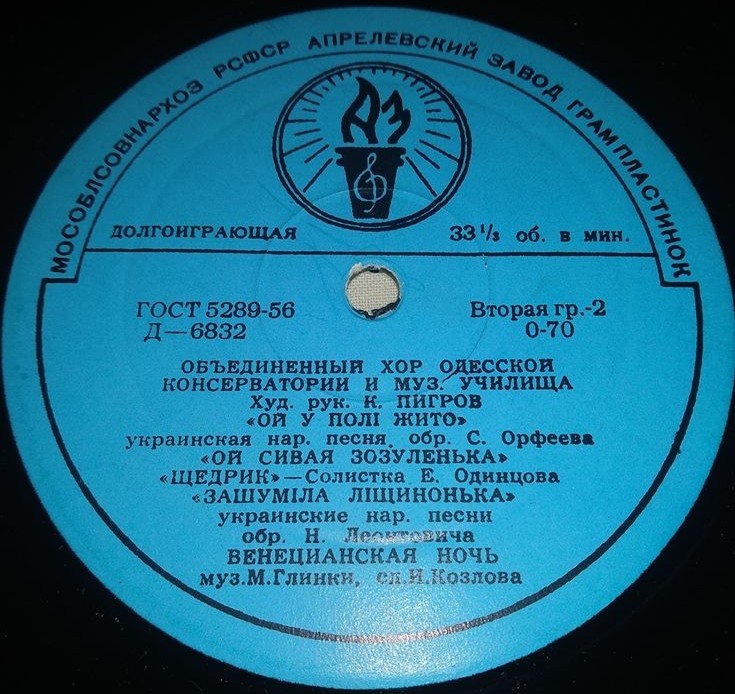 МОСОБЛСОВНАРХОЗ РСФСР АПРЕЛЕВСКИЙ ЗАВОД ГРАМПЛАСТИНОК
АЗ
ДОЛГОИГРАЮЩАЯ 33⅓ об. в мин.
ГОСТ 5289-56 Вторая гр.-2
Д—6832 0-70
ОБЪЕДИНЕННЫЙ ХОР ОДЕССКОЙ
КОНСЕРВАТОРИИ И МУЗ. УЧИЛИЩА
Худ. рук. К. ПИГРОВ
«ОЙ У ПОЛІ ЖИТО»
украинская нар. песня, обр. С. Орфеева
«ОЙ СИВАЯ ЗОЗУЛЕНЬКА»
«ЩЕДРИК»—Солистка Е. Одинцова
«ЗАШУМІЛА ЛІЩИНОНЬКА»
украинские нар. песни
обр. Н. Леонтовича
ВЕНЕЦИАНСКАЯ НОЧЬ
муз.М.Глинки, сл.И.Козлова